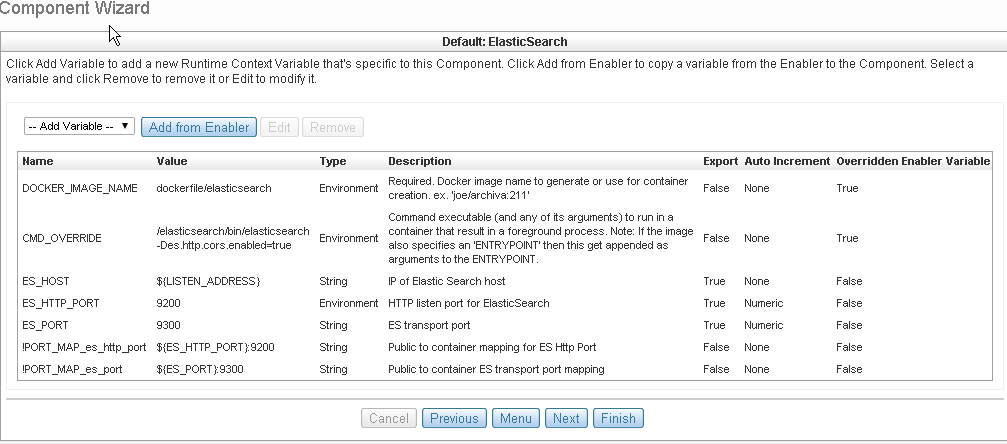 Component Wizard
Default: ElasticSearch
Click Add Variable to add a new Runtime Context Variable that's specific to this Component. Click Add from Enabler to copy a variable from the Enabler to the Component. Select a
variable and click Remove to remove it or Edit to modify it.
-- Add Variable -- Add from Enabler Edit Remove
Name Value Type Description Export Auto Increment Overridden Enabler Variable
DOCKER_IMAGE_NAME dockerfile/elasticsearch Environment Required. Docker image name to generate or use for container
creation. ex. 'joe/archiva:211' False None True
CMD_OVERRIDE /elasticsearch/bin/elasticsearch
-Des.http.cors.enabled=true Environment Command executable (and any of its arguments) to run in a
container that result in a foreground process. Note: If the image
also specifies an 'ENTRYPOINT' then this get appended as
arguments to the ENTRYPOINT. False None True
ES_HOST ${LISTEN_ADDRESS} String IP of Elastic Search host True None False
ES_HTTP_PORT 9200 Environment HTTP listen port for ElasticSearch True Numeric False
ES_PORT 9300 String ES transport port True Numeric False
!PORT_MAP_es_http_port ${ES_HTTP_PORT}:9200 String Public to container mapping for ES Http Port False None False
!PORT_MAP_es_port ${ES_PORT}:9300 String Public to container ES transport port mapping False None False
Cancel Previous Menu Next Finish